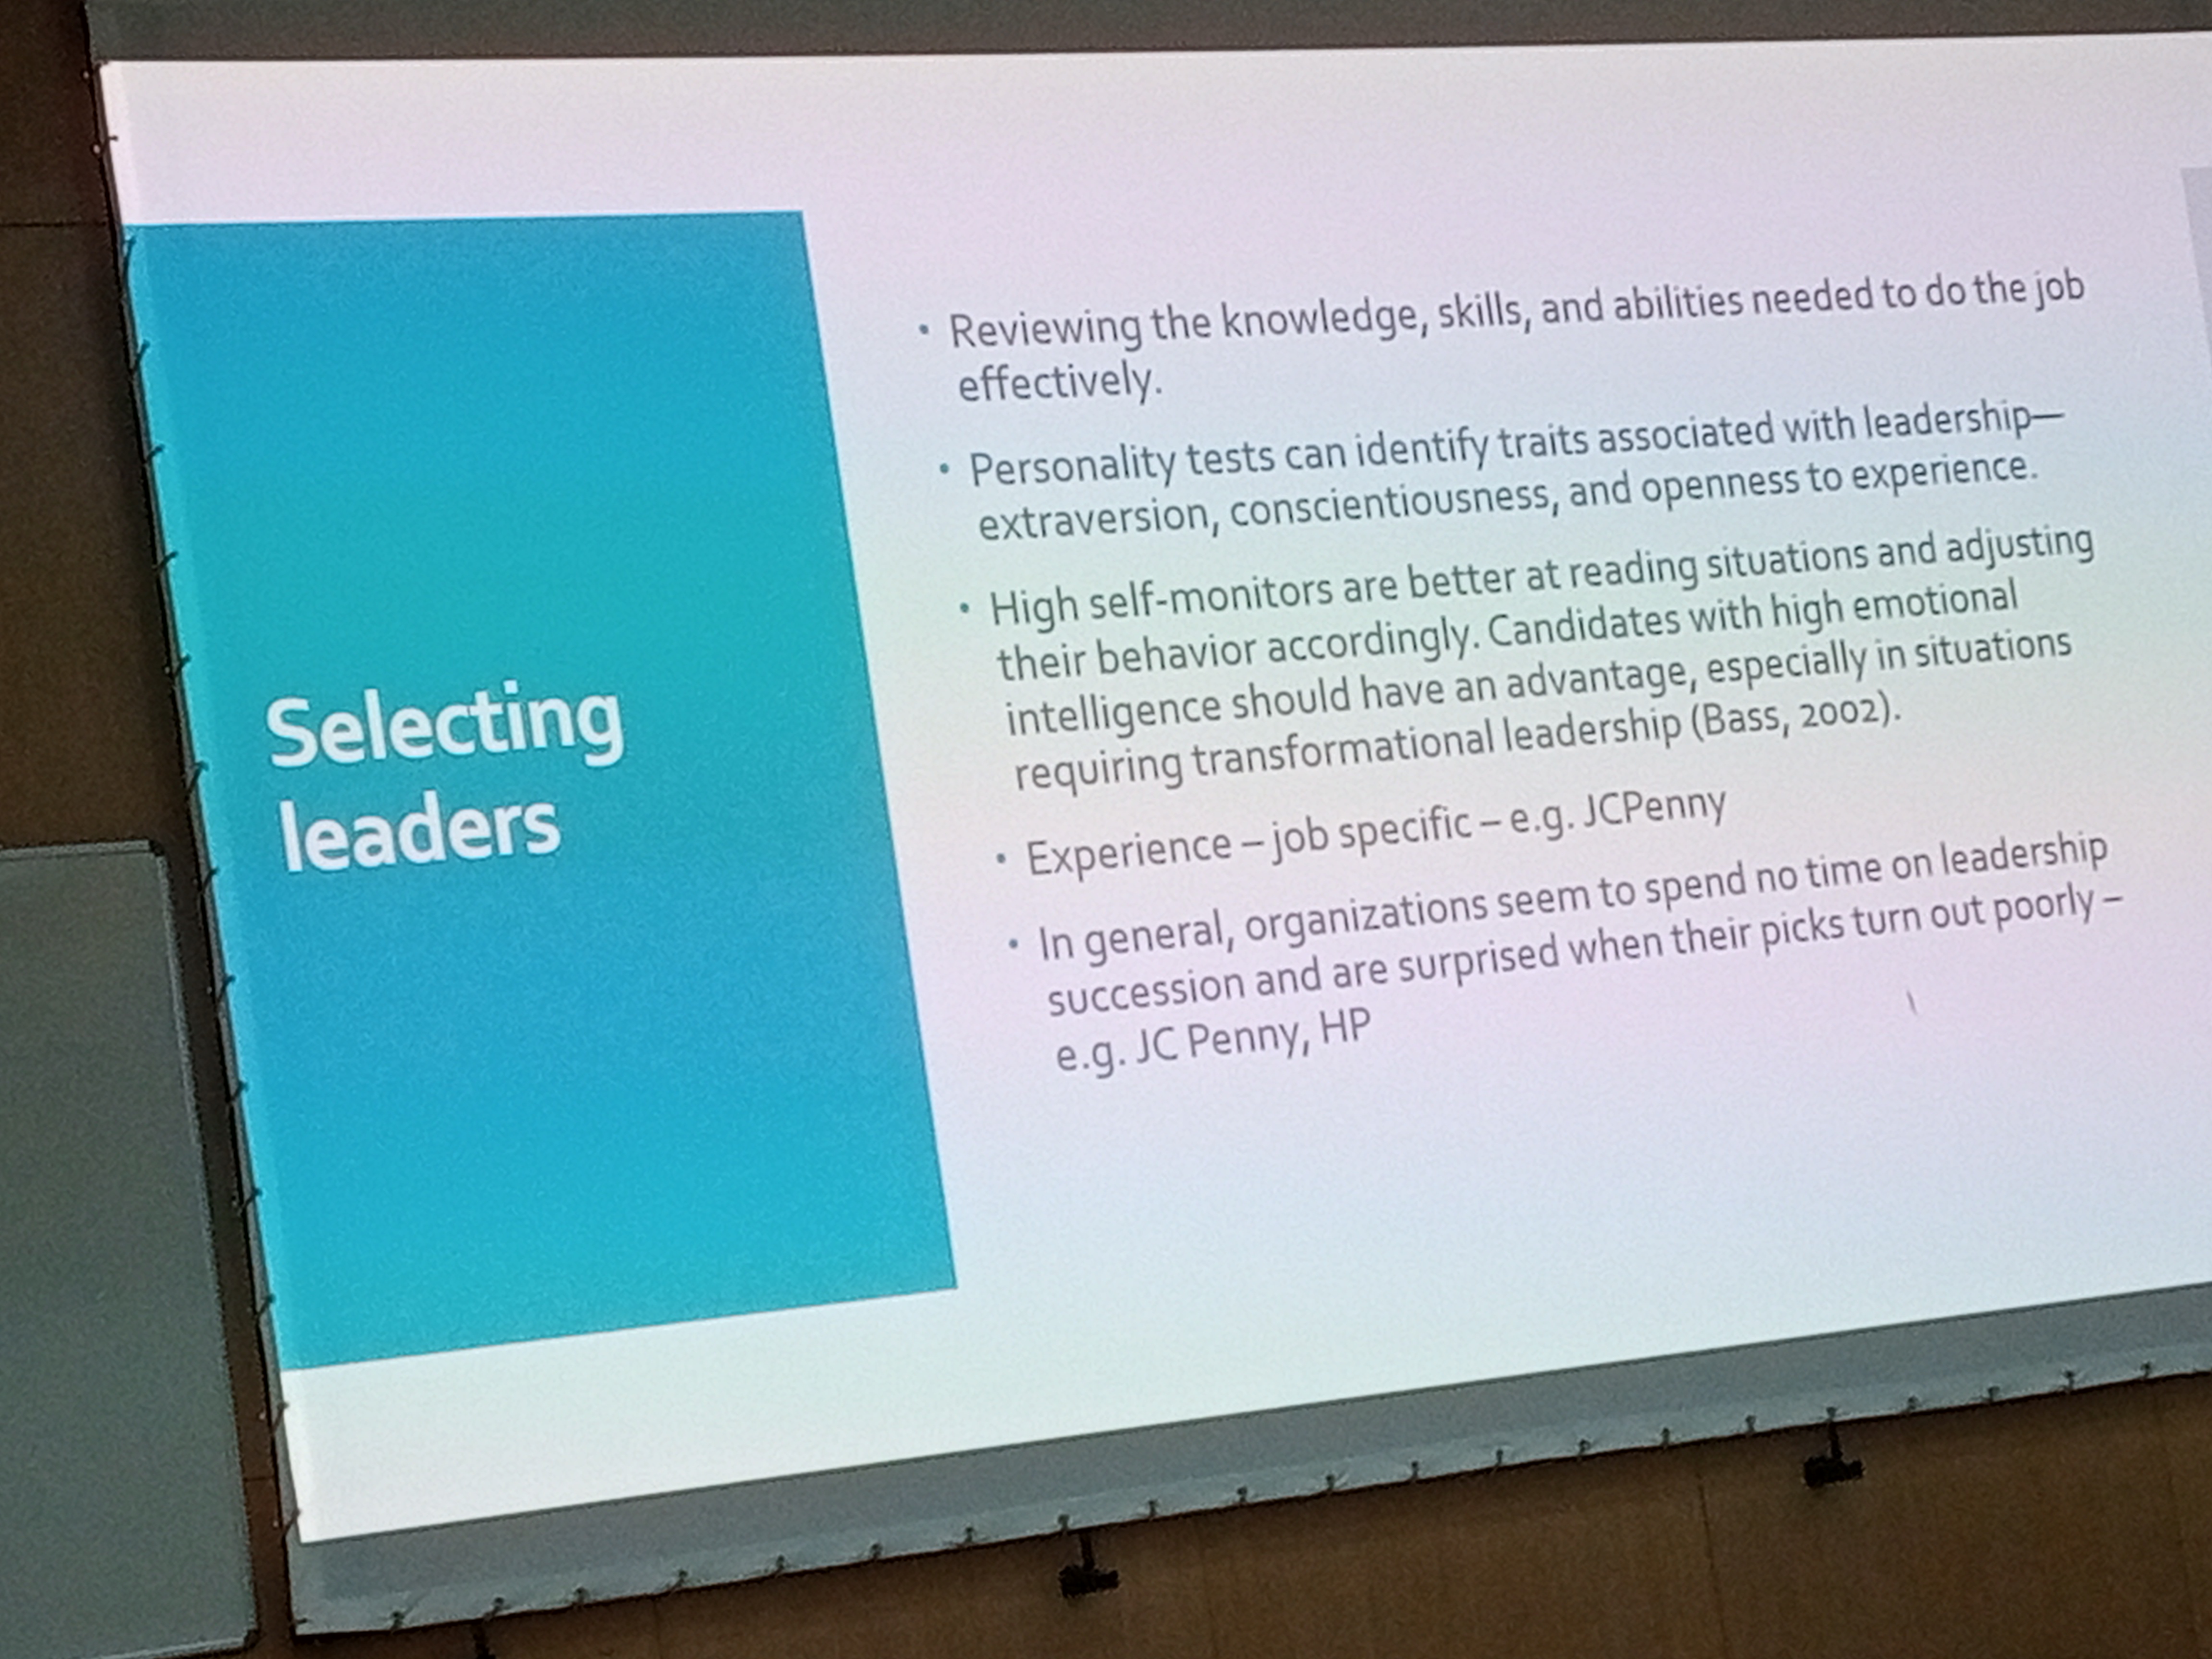 Selecting
leaders
• Reviewing the knowledge, skills, and abilities needed to do the job
effectively.
• Personality tests can identify traits associated with leadership—
extraversion, conscientiousness, and openness to experience.
• High self-monitors are better at reading situations and adjusting
their behavior accordingly. Candidates with high emotional
intelligence should have an advantage, especially in situations
requiring transformational leadership (Bass, 2002).
• Experience – job specific – e.g. JCPenny
• In general, organizations seem to spend no time on leadership
succession and are surprised when their picks turn out poorly –
e.g. JC Penny, HP